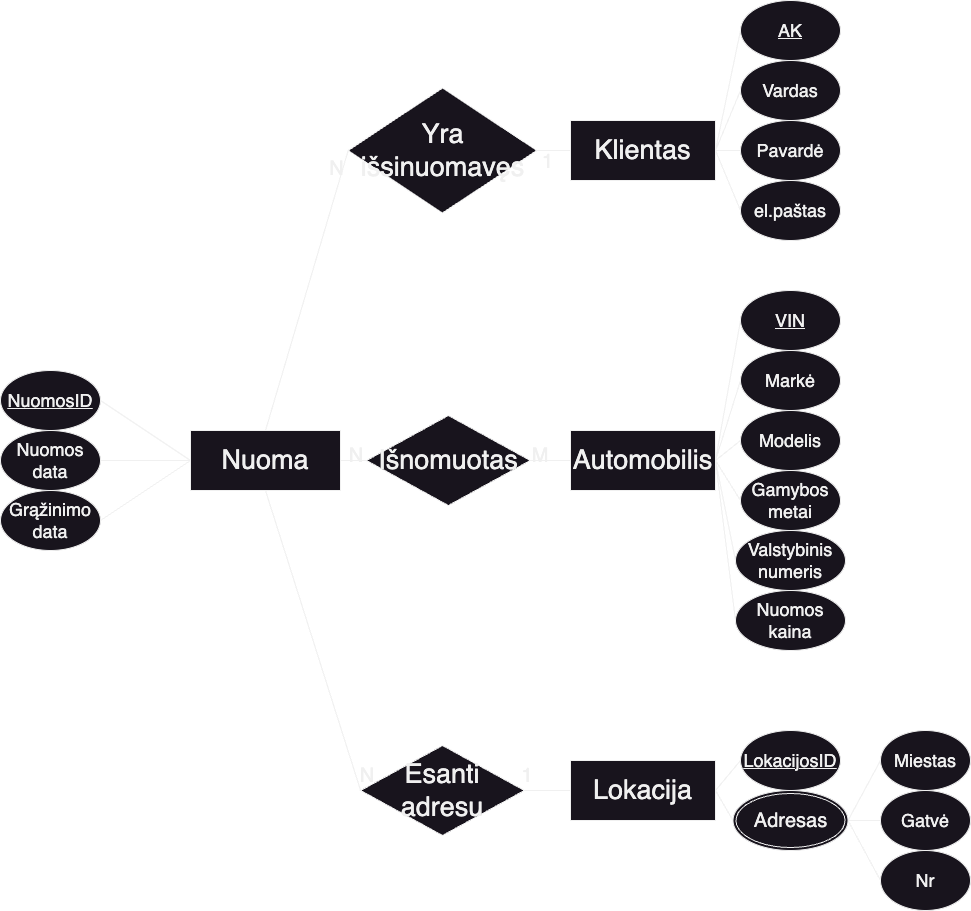 AK
Vardas
Yra
išsinuomavęs
N
1
Klientas
Pavardė
el.paštas
VIN
Markė
NuomosID
Modelis
Nuomos
data
Nuoma
N
Išnomuotas
M
Automobilis
Gamybos
metai
Grąžinimo
data
Valstybinis
numeris
Nuomos
kaina
N
Esanti
adresu
1
Lokacija
LokacijosID
Miestas
Adresas
Gatvė
Nr